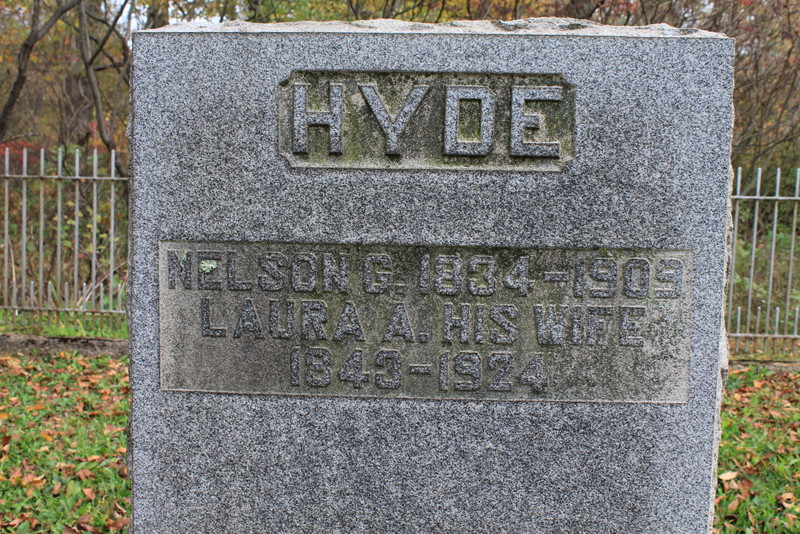 HYDE
NELSON G. 1834-1909
LAURA A. HIS WIFE
1843-1924